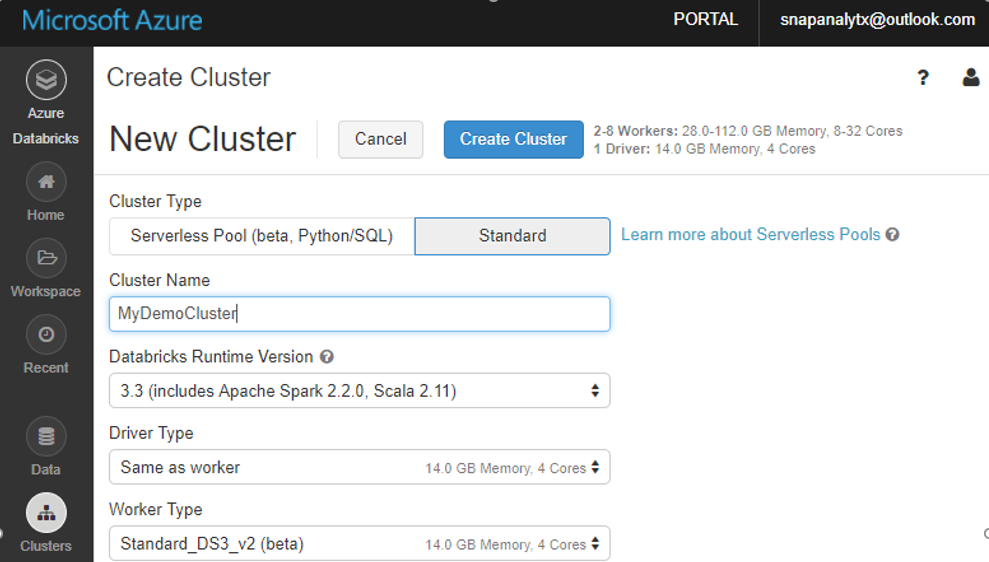 Microsoft Azure
PORTAL
snapanalytx@outlook.com
Azure
Databricks
Home
Workspace
Recent
Data
Clusters
Create Cluster
?
New Cluster
Cancel
Create Cluster
2-8 Workers: 28.0-112.0 GB Memory, 8-32 Cores
1 Driver: 14.0 GB Memory, 4 Cores
Cluster Type
Serverless Pool (beta, Python/SQL)
Standard
Learn more about Serverless Pools ?
Cluster Name
MyDemoCluster
Databricks Runtime Version ?
3.3 (includes Apache Spark 2.2.0, Scala 2.11)
Driver Type
Same as worker 14.0 GB Memory, 4 Cores
Worker Type
Standard_DS3_v2 (beta) 14.0 GB Memory, 4 Cores